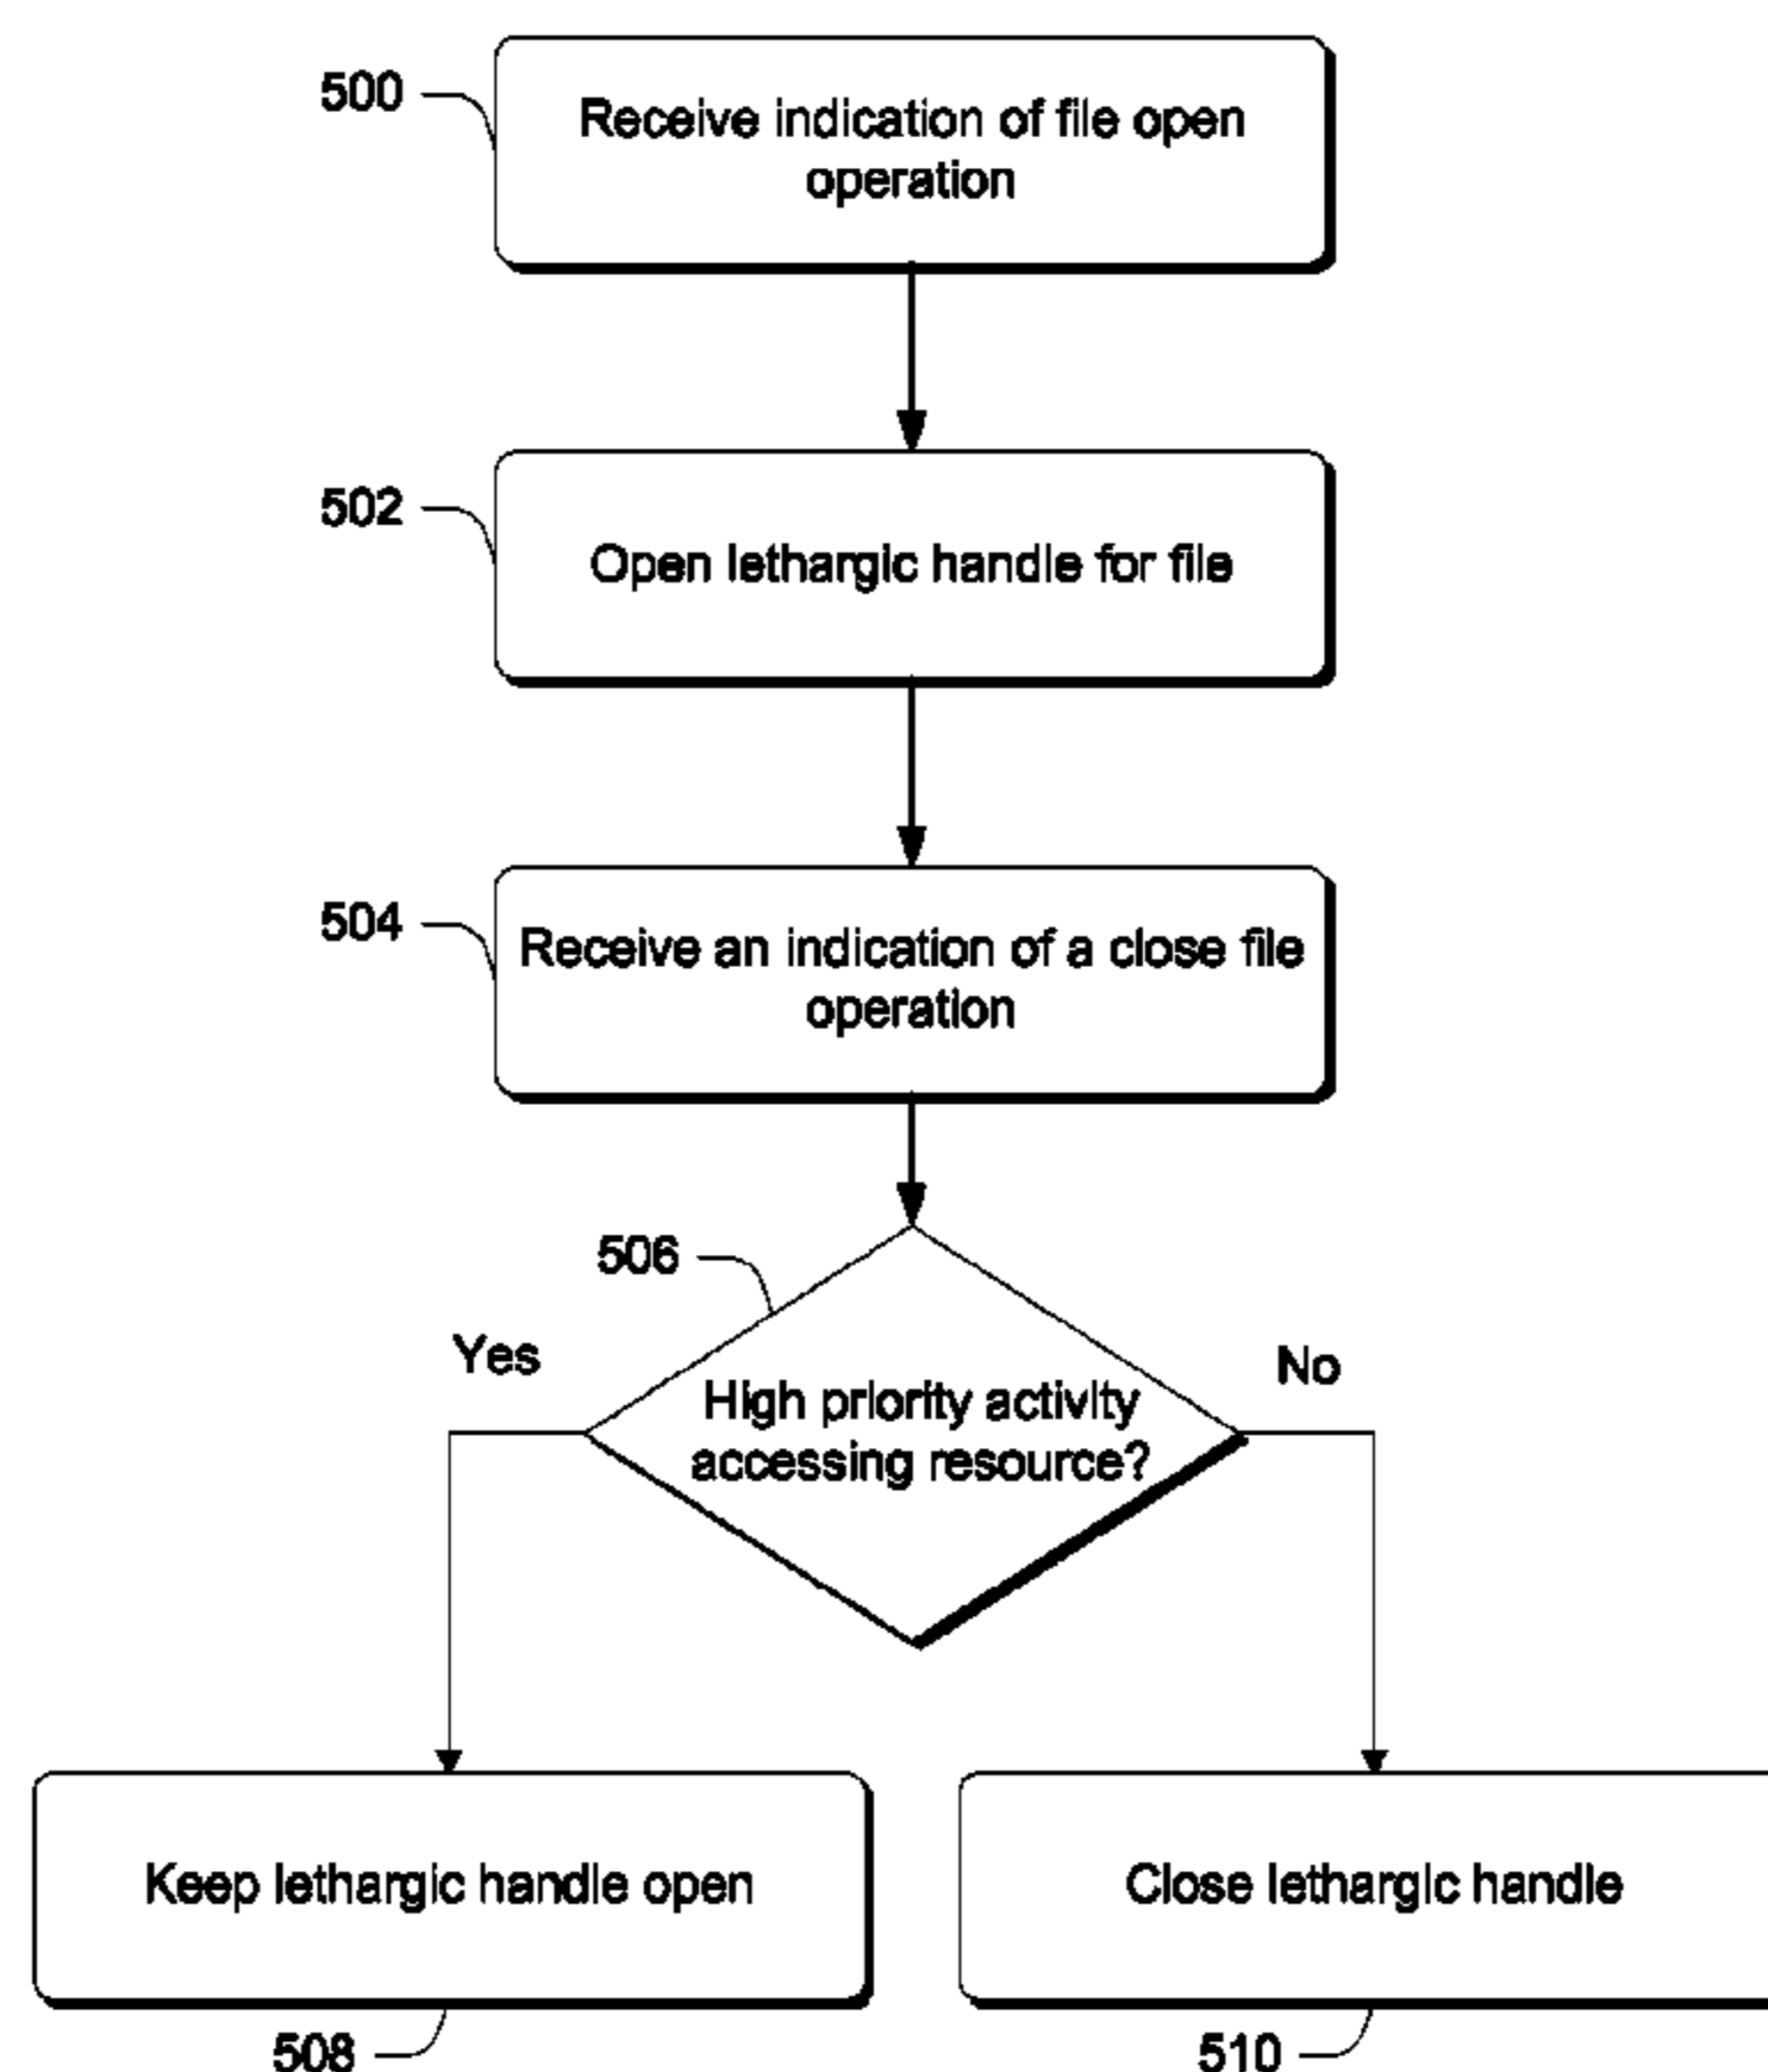 500
Receive indication of file open
operation
502
Open lethargic handle for file
504
Receive an indication of a close file
operation
506
Yes
No
High priority activity
accessing resource?
Keep lethargic handle open
Close lethargic handle
508
510